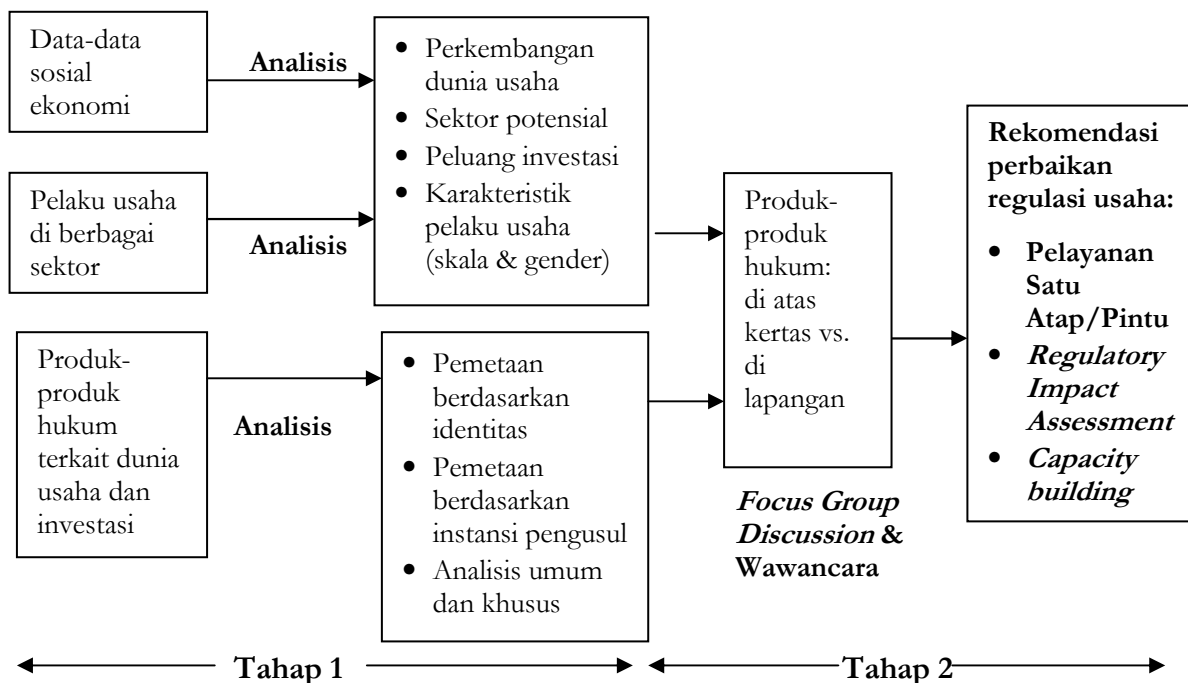 Data-data
sosial
ekonomi
Analisis
Pelaku usaha
di berbagai
sektor
Analisis
• Perkembangan
dunia usaha
• Sektor potensial
• Peluang investasi
• Karakteristik
pelaku usaha
(skala & gender)
Produk-
produk
hukum
terkait dunia
usaha dan
investasi
Analisis
• Pemetaan
berdasarkan
identitas
• Pemetaan
berdasarkan
instansi pengusul
• Analisis umum
dan khusus
Produk-
produk
hukum:
di atas
kertas vs.
di
lapangan
Focus Group
Discussion &
Wawancara
Rekomendasi
perbaikan
regulasi usaha:
• Pelayanan
Satu
Atap/Pintu
• Regulatory
Impact
Assessment
• Capacity
building
Tahap 1
Tahap 2